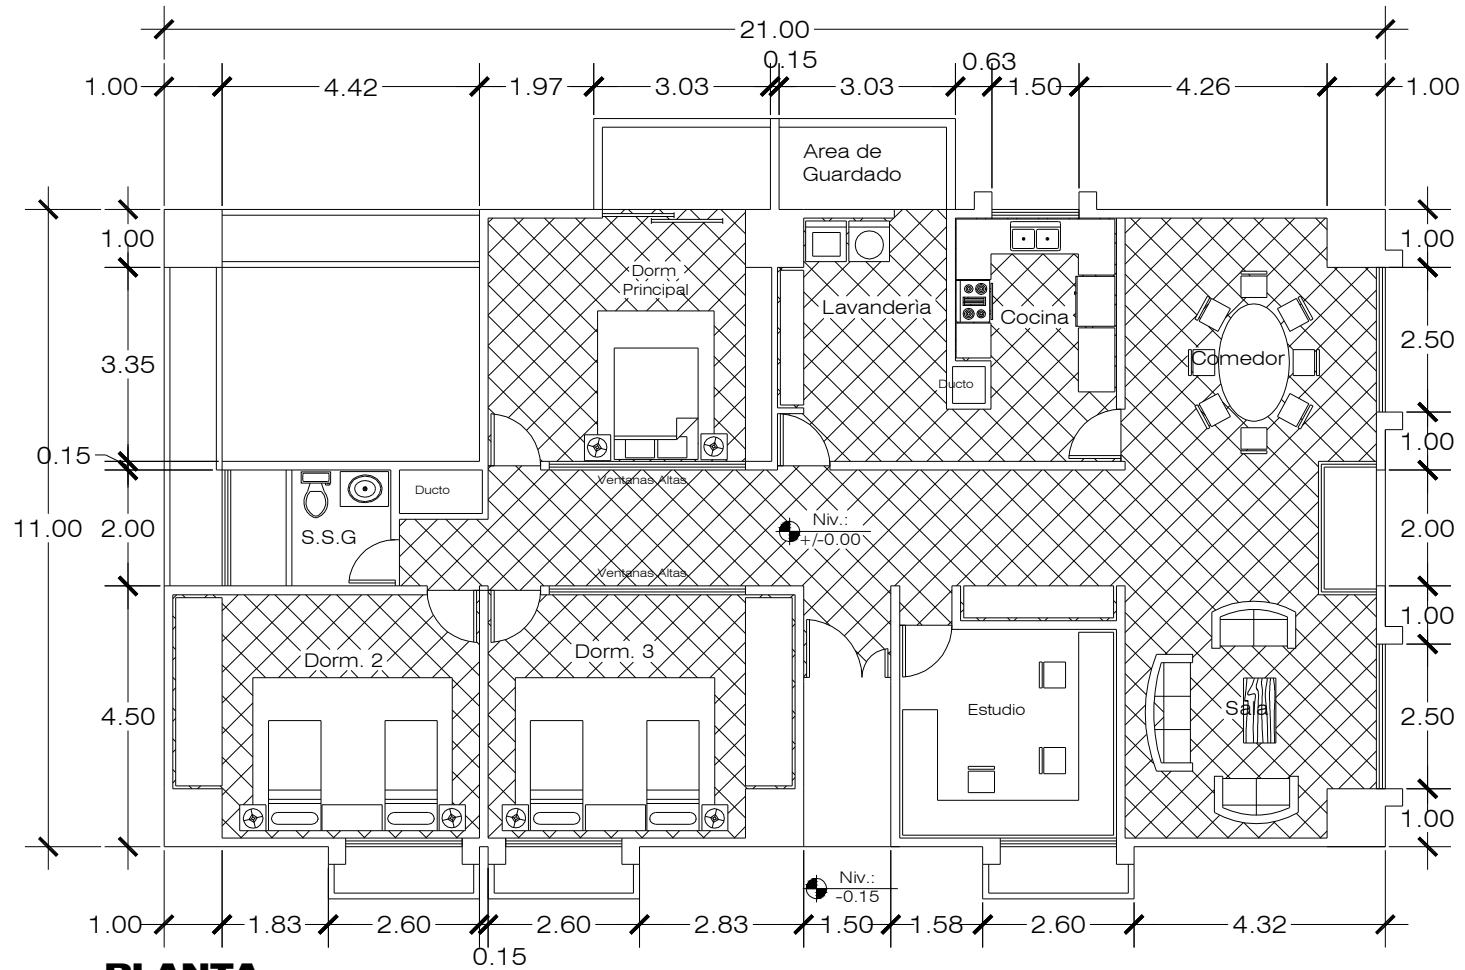 21.00
0.15
0.63
1.00
4.42
1.97
3.03
3.03
1.50
4.26
1.00
Area de
Guardado
1.00
1.00
Dorm
Principal
Lavanderia
Cocina
2.50
3.35
Comedor
Ducto
1.00
0.15
Ventanas Altas
Ducto
11.00
2.00
S.S.G
Niv.:
+/-0.00
2.00
Ventanas Altas
1.00
Dorm. 2
Dorm. 3
4.50
Estudio
Sala
2.50
1.00
Niv.:
-0.15
1.00
1.83
2.60
2.60
2.83
1.50
1.58
2.60
4.32
0.15
PLANTA